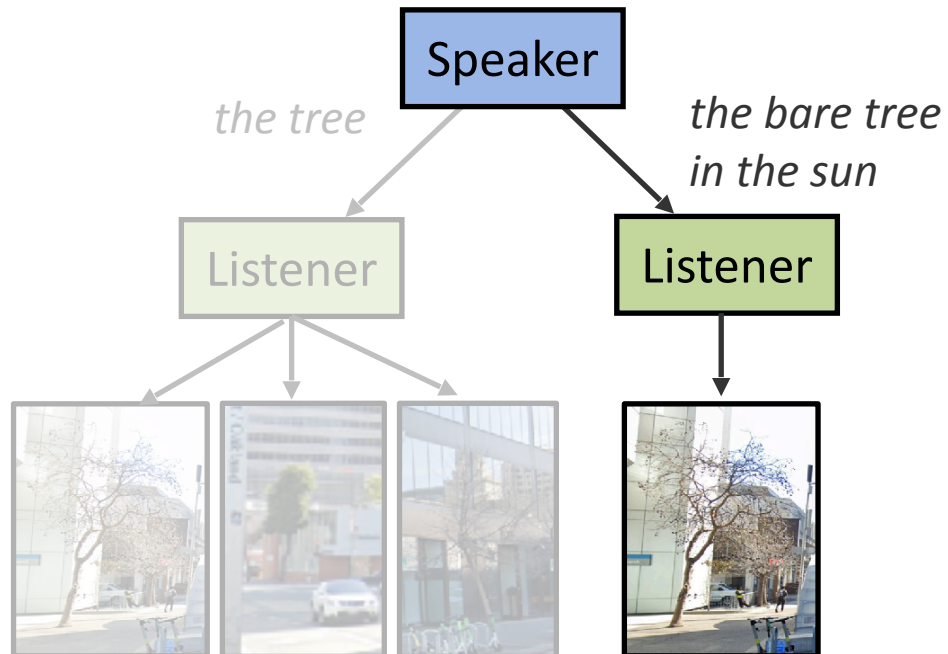 Speaker
the tree
the bare tree
in the sun
Listener
Listener